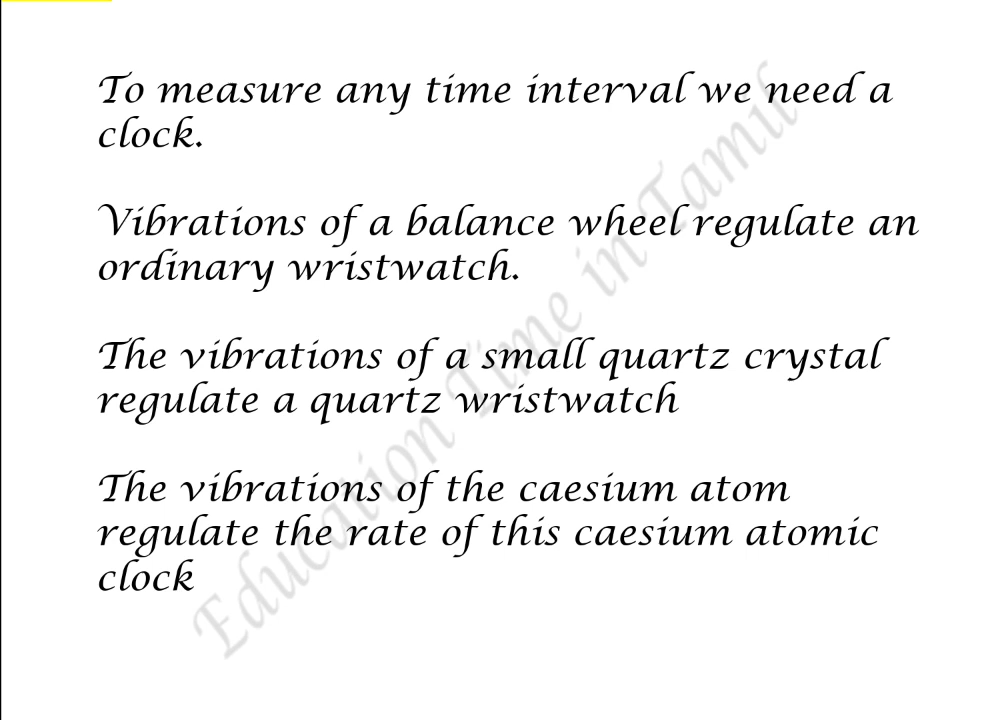 To measure any time interval we need a
clock.
Vibrations of a balance wheel regulate an
ordinary wristwatch.
The vibrations of a small quartz crystal
regulate a quartz wristwatch
The vibrations of the caesium atom
regulate the rate of this caesium atomic
clock
Education Time in Tamil